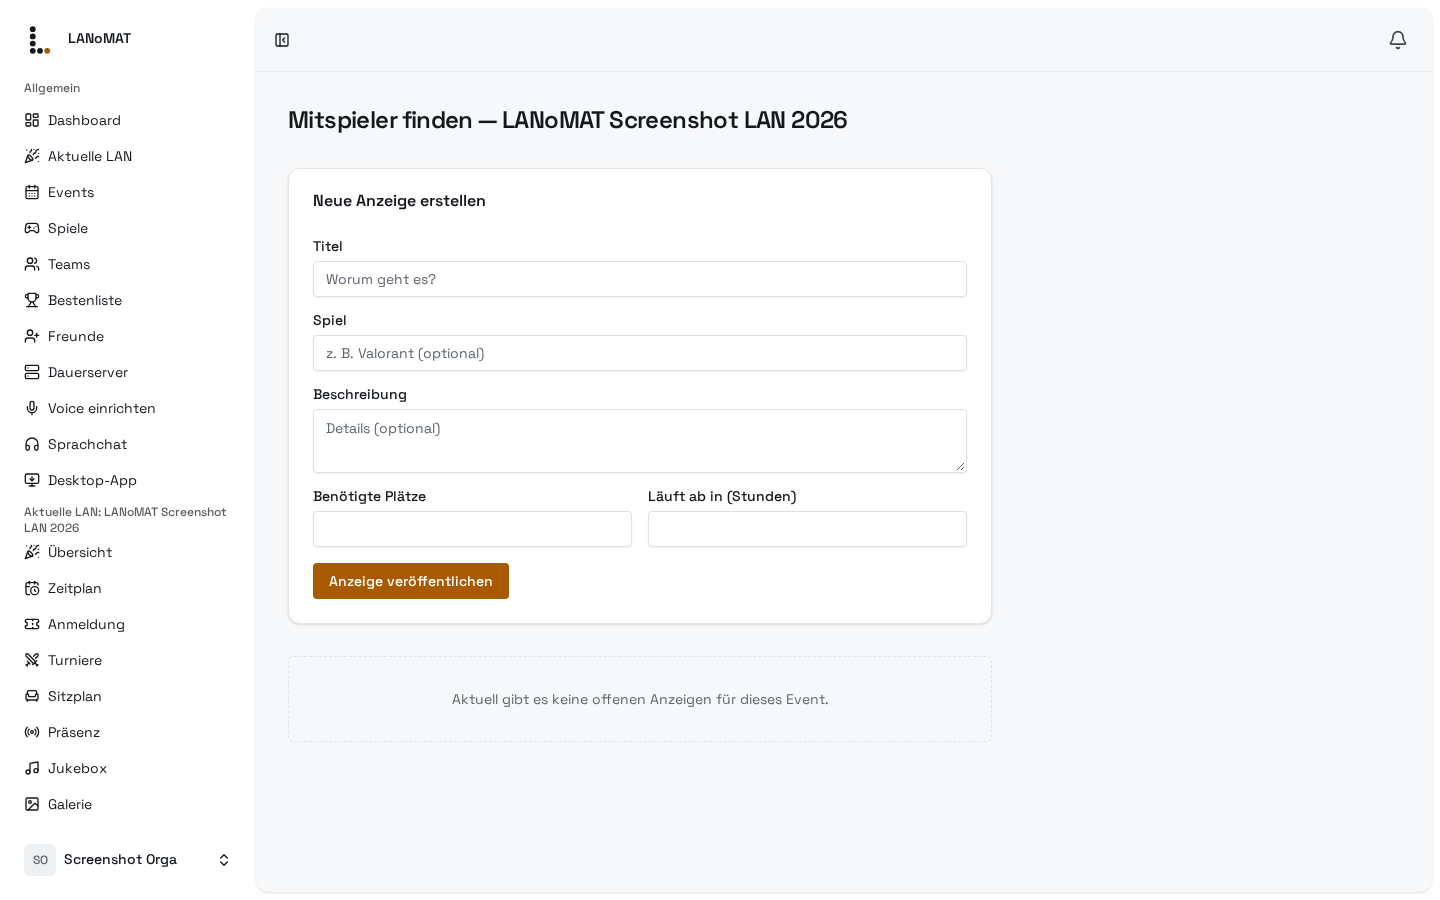 LANoMAT
Allgemein
Dashboard
Aktuelle LAN
Events
Spiele
Teams
Bestenliste
Freunde
Dauerserver
Voice einrichten
Sprachchat
Desktop-App
Aktuelle LAN: LANoMAT Screenshot
LAN 2026
Übersicht
Zeitplan
Anmeldung
Turniere
Sitzplan
Präsenz
Jukebox
Galerie
SO
Screenshot Orga
Mitspieler finden — LANoMAT Screenshot LAN 2026
Neue Anzeige erstellen
Titel
Worum geht es?
Spiel
z. B. Valorant (optional)
Beschreibung
Details (optional)
Benötigte Plätze
Läuft ab in (Stunden)
Anzeige veröffentlichen
Aktuell gibt es keine offenen Anzeigen für dieses Event.